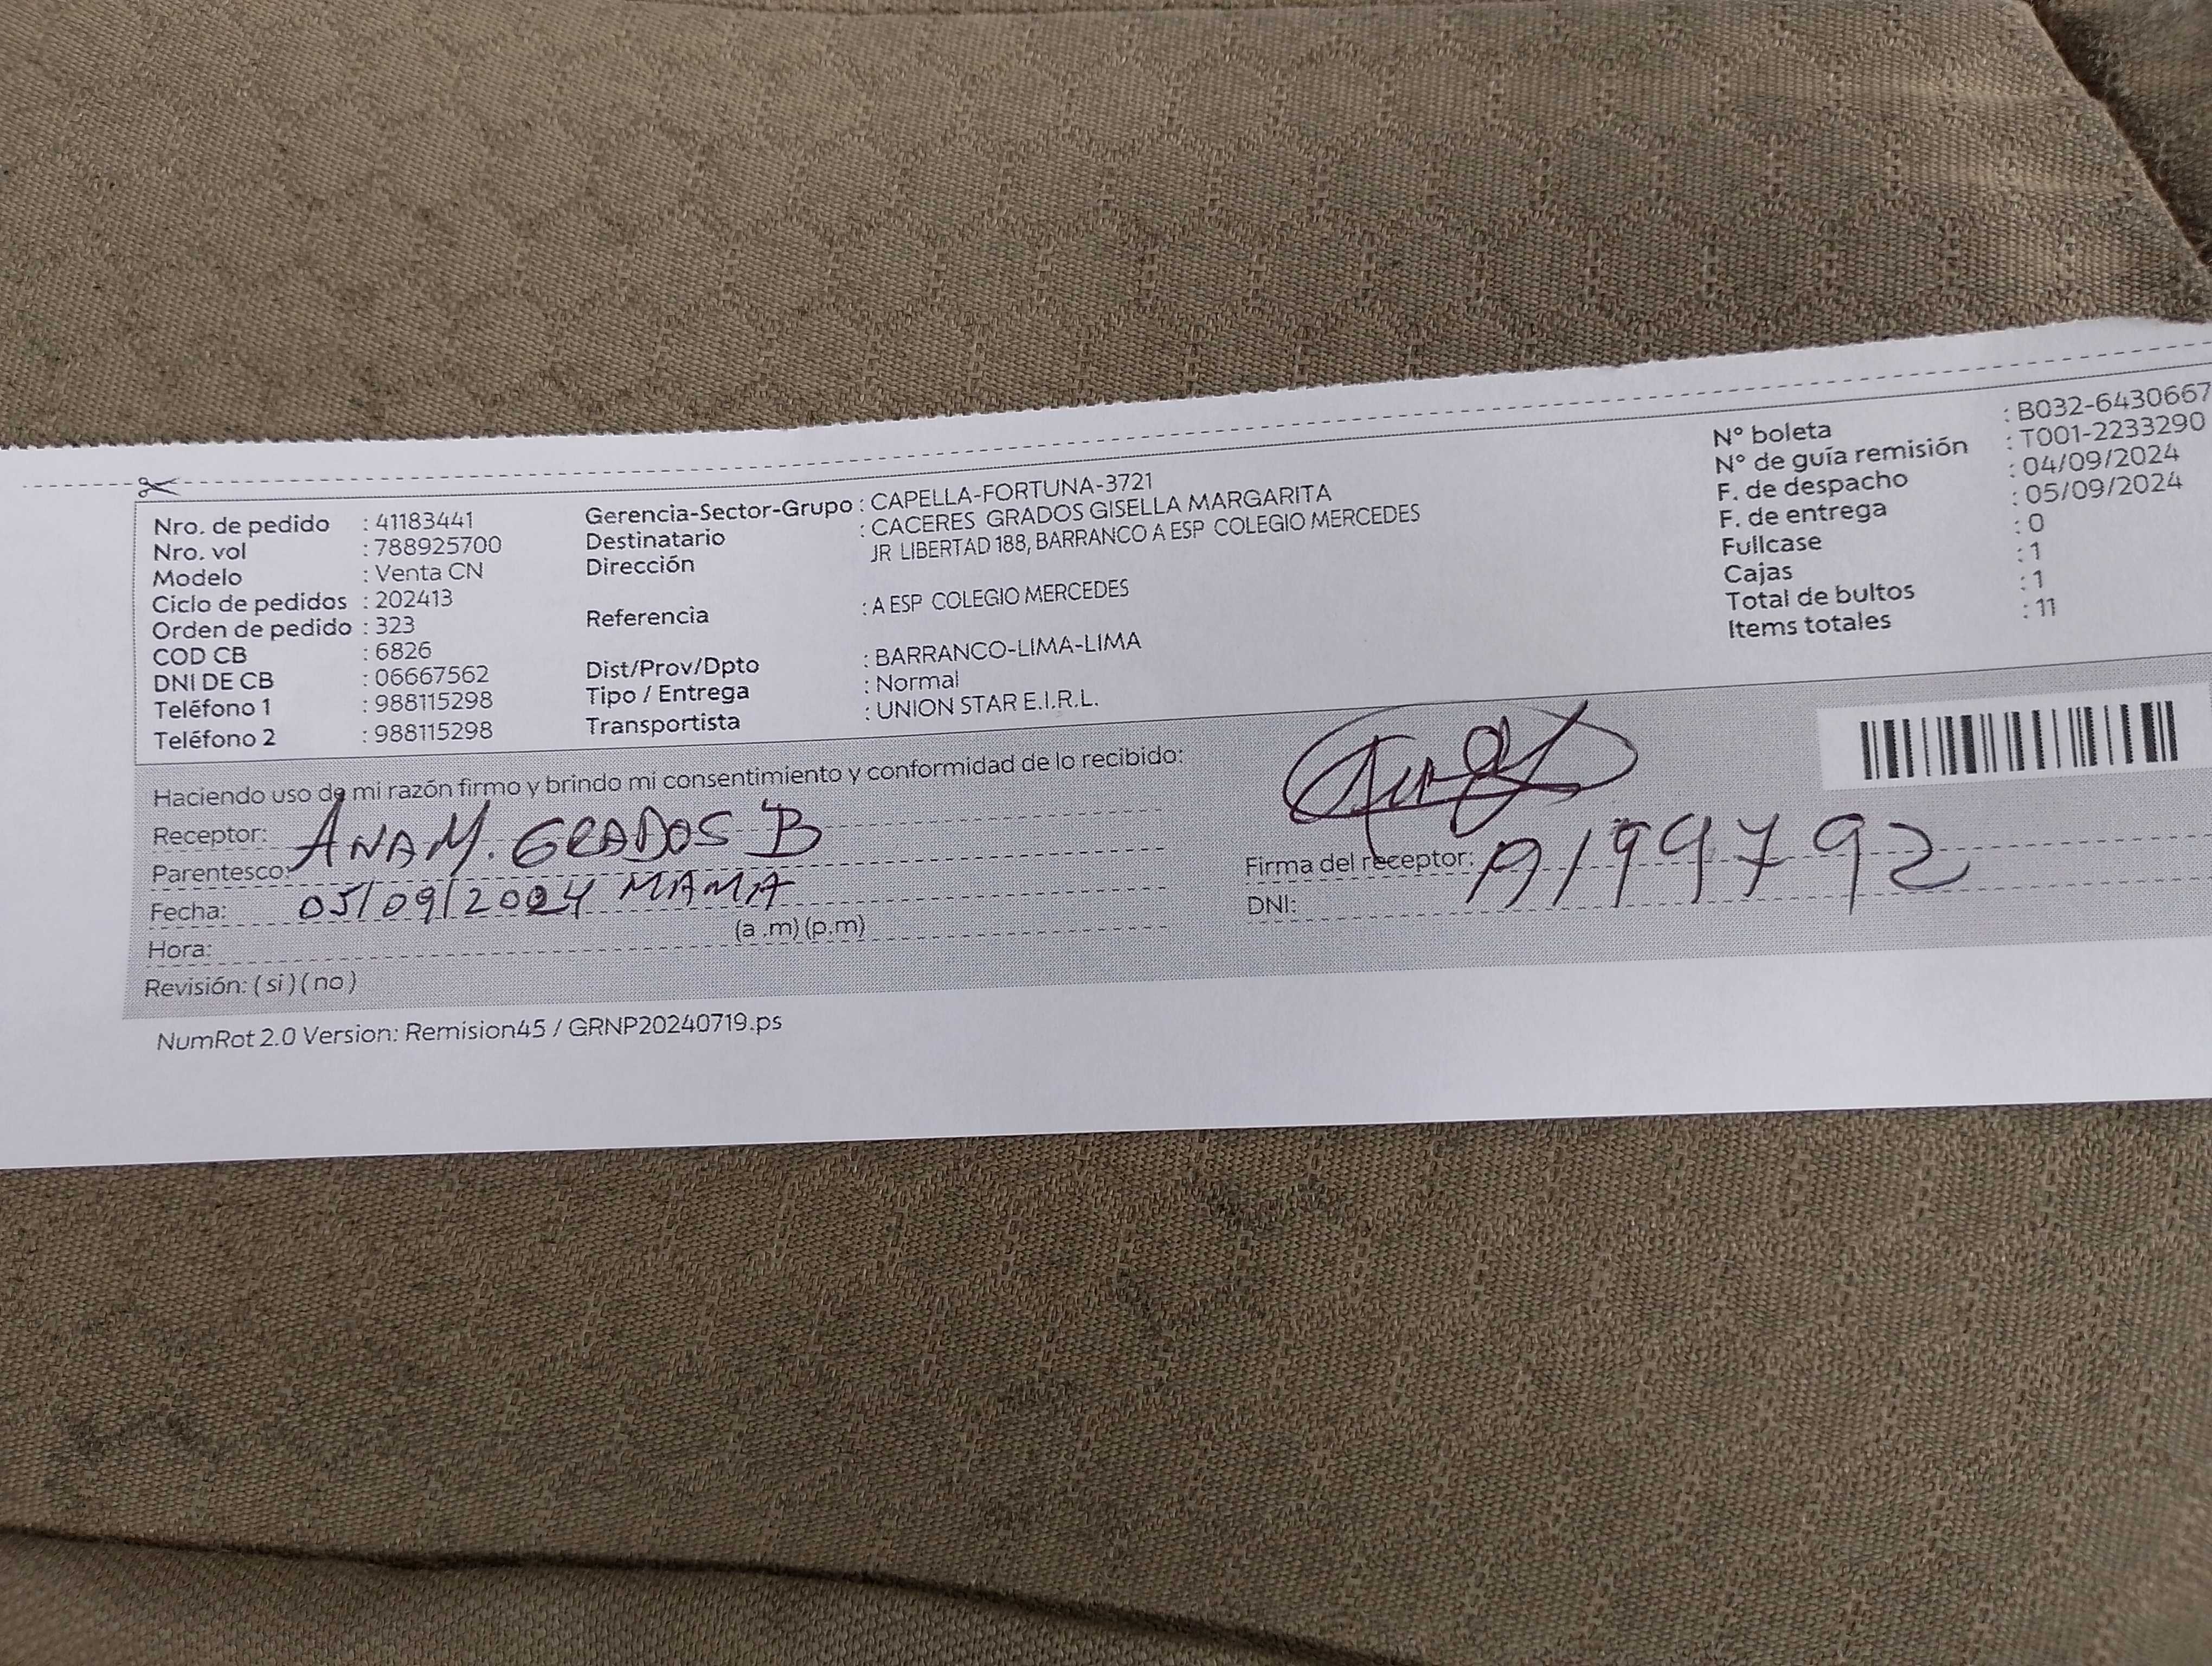 Nro. de pedido : 41183441
Nro. vol : 788925700
Modelo : Venta CN
Ciclo de pedidos : 202413
Orden de pedido : 323
COD CB : 6826
DNI DE CB : 06667562
Teléfono 1 : 988115298
Teléfono 2 : 988115298
Gerencia-Sector-Grupo : CAPELLA-FORTUNA-3721
Destinatario : CACERES GRADOS GISELLA MARGARITA
Dirección JR LIBERTAD 188, BARRANCO A ESP COLEGIO MERCEDES
Referencia : A ESP COLEGIO MERCEDES
Dist/Prov/Dpto : BARRANCO-LIMA-LIMA
Tipo / Entrega : Normal
Transportista : UNION STAR E.I.R.L.
N° boleta : B032-6430667
N° de guía remisión : T001-2233290
F. de despacho : 04/09/2024
F. de entrega : 05/09/2024
Fullcase : 0
Cajas : 1
Total de bultos : 1
Items totales : 11
Haciendo uso de mi razón firmo y brindo mi consentimiento y conformidad de lo recibido:
Receptor: ANA M. GRADOS B
Parentesco:
Fecha: 05/09/2024 MAMA
Hora: (a .m) (p.m)
Revisión: ( si ) ( no )
Firma del receptor:
DNI:
NumRot 2.0 Version: Remision45 / GRNP20240719.ps